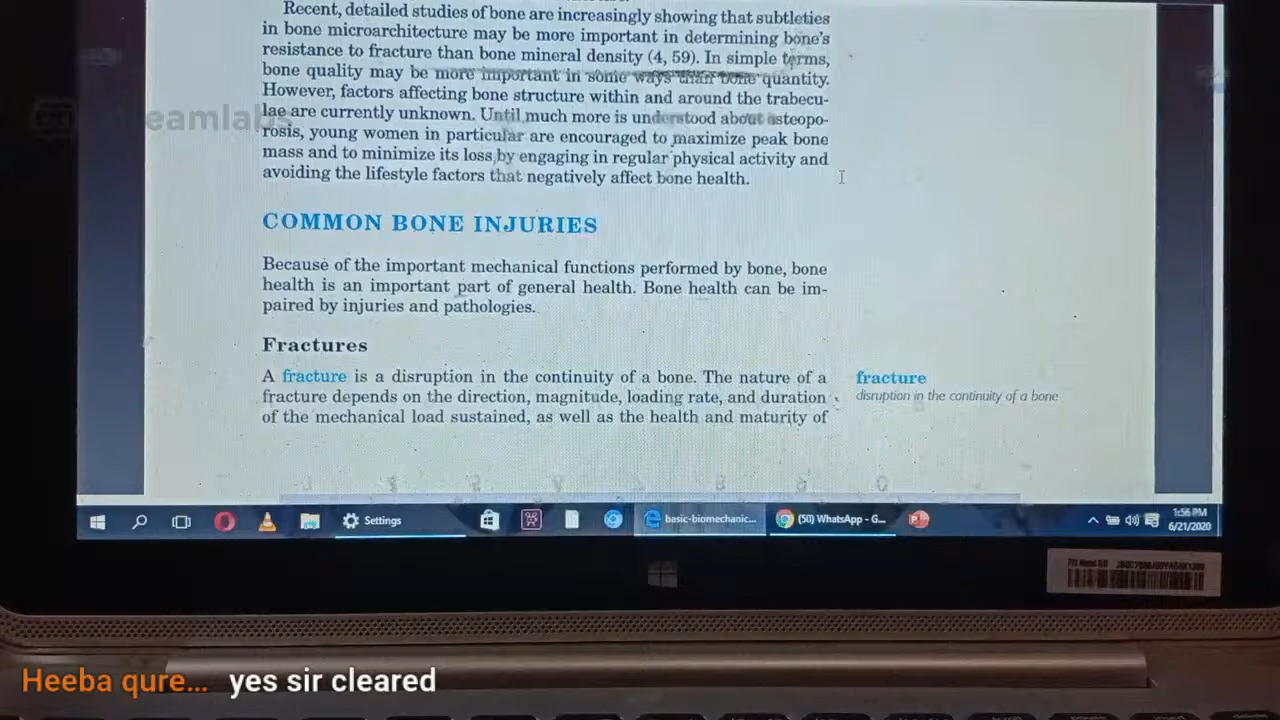 Recent, detailed studies of bone are increasingly showing that subtleties
in bone microarchitecture may be more important in determining bone's
resistance to fracture than bone mineral density (4, 59). In simple terms,
bone quality may be more important in some ways than bone quantity.
However, factors affecting bone structure within and around the trabecu-
lae are currently unknown. Until much more is understood about osteopo-
rosis, young women in particular are encouraged to maximize peak bone
mass and to minimize its loss by engaging in regular physical activity and
avoiding the lifestyle factors that negatively affect bone health.
COMMON BONE INJURIES
Because of the important mechanical functions performed by bone, bone
health is an important part of general health. Bone health can be im-
paired by injuries and pathologies.
Fractures
A fracture is a disruption in the continuity of a bone. The nature of a
fracture depends on the direction, magnitude, loading rate, and duration
of the mechanical load sustained, as well as the health and maturity of
fracture
disruption in the continuity of a bone
Settings
basic-biomechanic...
(50) WhatsApp - G...
1:56 PM
6/21/2020
Heeba qure... yes sir cleared